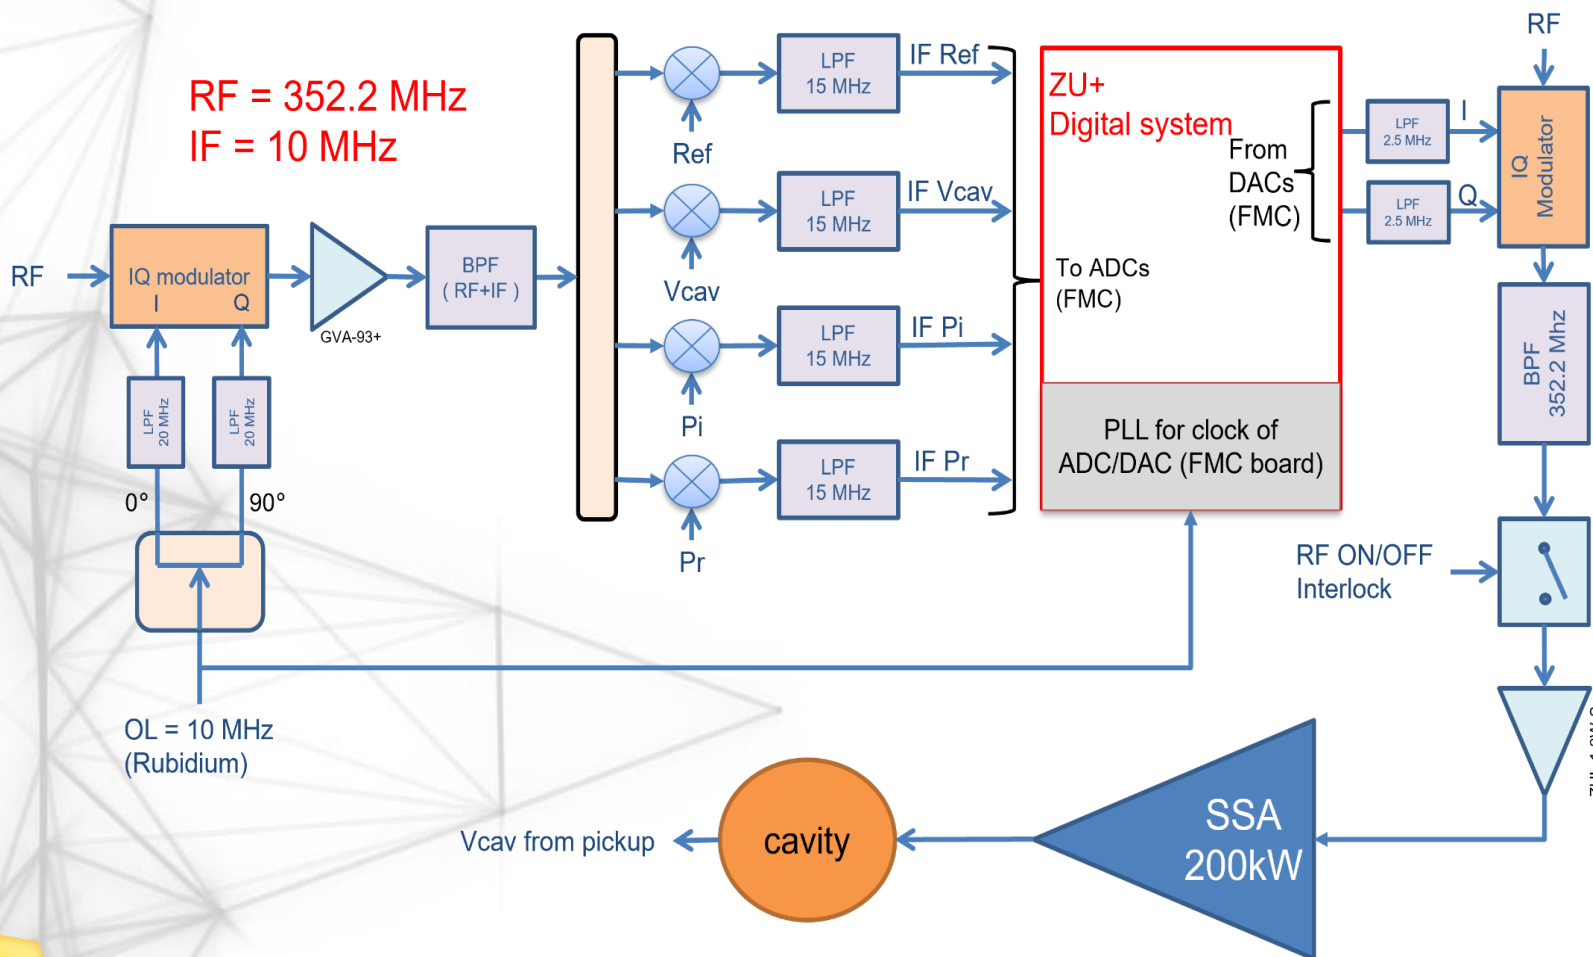 RF = 352.2 MHz
IF = 10 MHz
RF
IQ modulator
I
Q
GVA-93+
BPF
( RF+IF )
LPF
20 MHz
LPF
20 MHz
0°
90°
OL = 10 MHz
(Rubidium)
LPF
15 MHz
IF Ref
Ref
LPF
15 MHz
IF Vcav
Vcav
LPF
15 MHz
IF Pi
Pi
LPF
15 MHz
IF Pr
Pr
ZU+
Digital system
From
DACs
(FMC)
To ADCs
(FMC)
PLL for clock of
ADC/DAC (FMC board)
LPF
2.5 MHz
I
LPF
2.5 MHz
Q
RF
IQ
Modulator
BPF
352.2 Mhz
RF ON/OFF
Interlock
SSA
200kW
cavity
Vcav from pickup